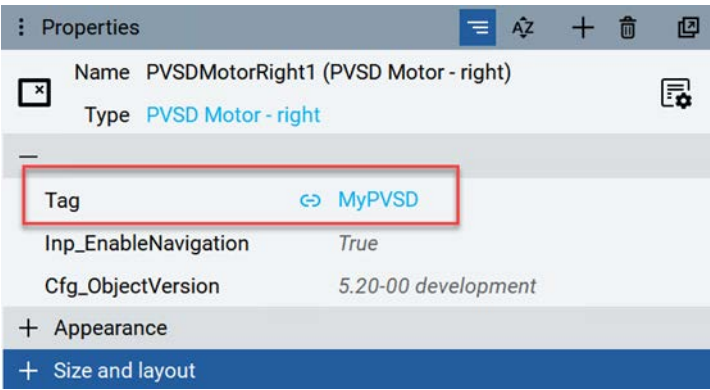 Properties
AZ
Name PVSDMotorRight1 (PVSD Motor - right)
Type PVSD Motor - right
Tag MyPVSD
Inp_EnableNavigation True
Cfg_ObjectVersion 5.20-00 development
+ Appearance
+ Size and layout